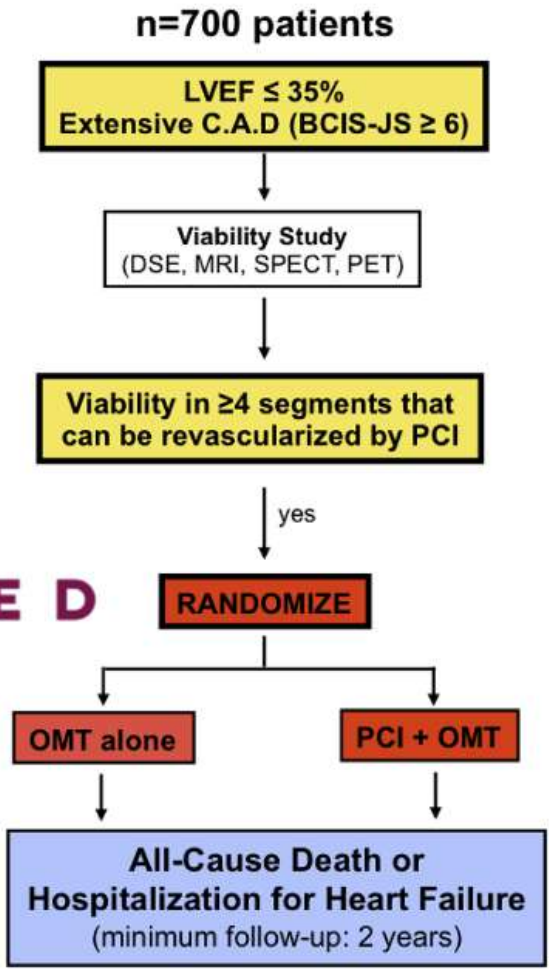 n=700 patients
LVEF ≤ 35%
Extensive C.A.D (BCIS-JS ≥ 6)
Viability Study
(DSE, MRI, SPECT, PET)
Viability in ≥4 segments that
can be revascularized by PCI
yes
E D
RANDOMIZE
OMT alone
PCI + OMT
All-Cause Death or
Hospitalization for Heart Failure
(minimum follow-up: 2 years)